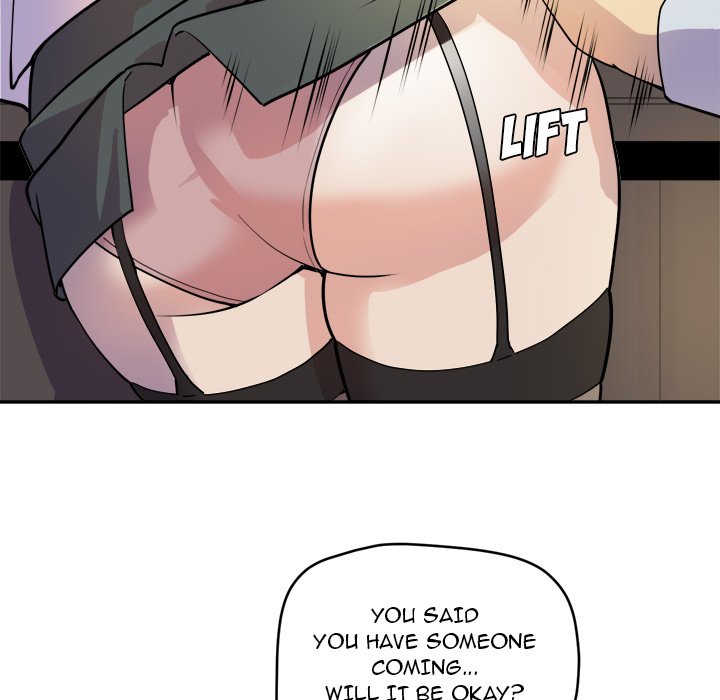 LIFT
YOU SAID
YOU HAVE SOMEONE
COMING...
WILL IT BE OKAY?